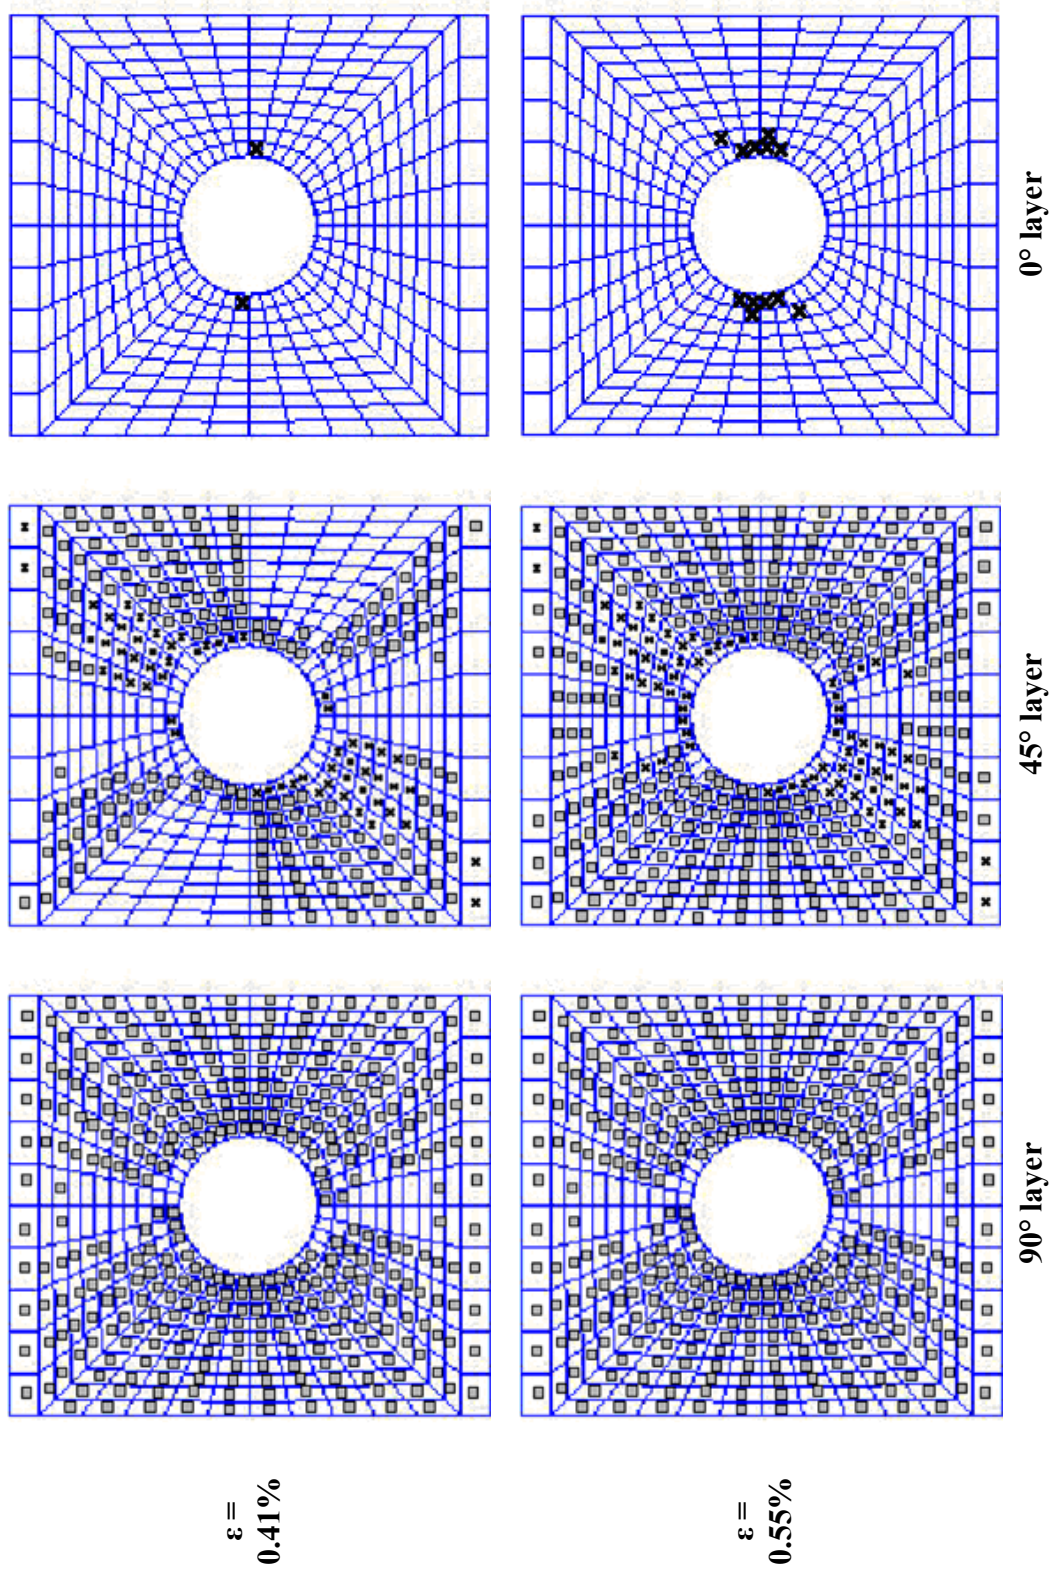 ε =
0.41%
ε =
0.55%
90° layer
45° layer
0° layer